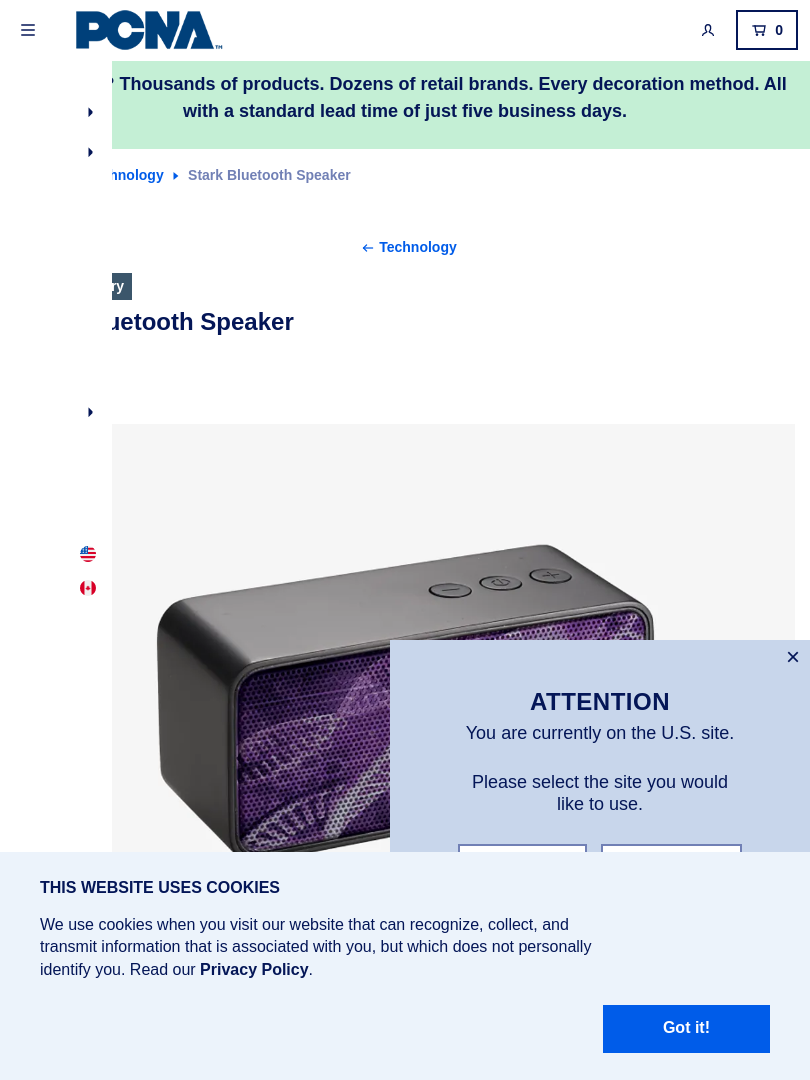 PCNA
TM
0
Thousands of products. Dozens of retail brands. Every decoration method. All
with a standard lead time of just five business days.
Stark Bluetooth Speaker
Technology
Speaker
ATTENTION
You are currently on the U.S. site.
Please select the site you would
like to use.
THIS WEBSITE USES COOKIES
We use cookies when you visit our website that can recognize, collect, and
transmit information that is associated with you, but which does not personally
identify you. Read our Privacy Policy.
Got it!